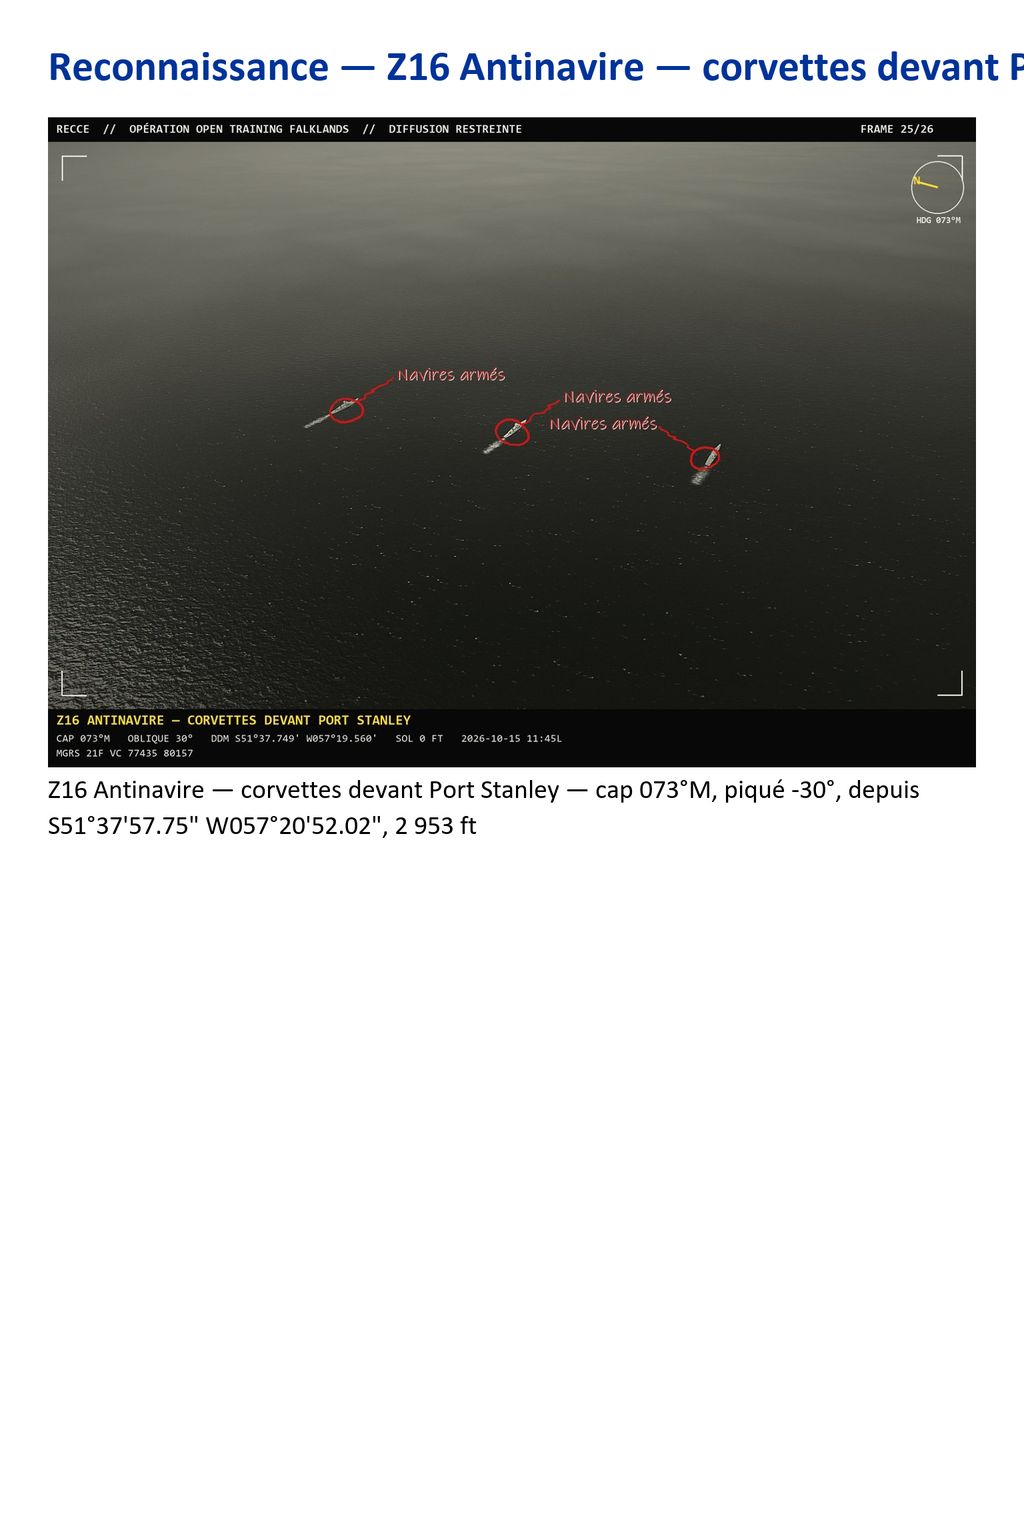 Reconnaissance — Z16 Antinavire — corvettes devant P
RECCE // OPÉRATION OPEN TRAINING FALKLANDS // DIFFUSION RESTREINTE FRAME 25/26
N
HDG 073°M
Navires armés
Navires armés
Navires armés
Z16 ANTINAVIRE — CORVETTES DEVANT PORT STANLEY
CAP 073°M OBLIQUE 30° DDM S51°37.749' W057°19.560' SOL 0 FT 2026-10-15 11:45L
MGRS 21F VC 77435 80157
Z16 Antinavire — corvettes devant Port Stanley — cap 073°M, piqué -30°, depuis
S51°37'57.75" W057°20'52.02", 2 953 ft